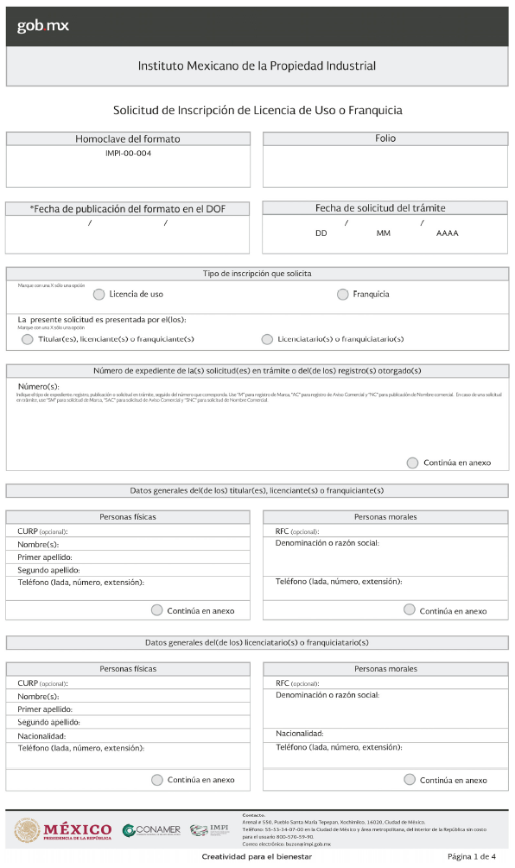 gob.mx
Instituto Mexicano de la Propiedad Industrial
Solicitud de Inscripción de Licencia de Uso o Franquicia
Homoclave del formato
IMPI-00-004
Folio
*Fecha de publicación del formato en el DOF
/ /
Fecha de solicitud del trámite
/ /
DD MM AAAA
Tipo de inscripción que solicita
Marque con una X sólo una opción
Licencia de uso
Franquicia
La presente solicitud es presentada por el(los):
Marque con una X sólo una opción
Titular(es), licenciante(s) o franquiciante(s)
Licenciatario(s) o franquiciatario(s)
Número de expediente de la(s) solicitud(es) en trámite o del(de los) registro(s) otorgado(s)
Número(s):
Indique el tipo de expediente: registro, publicación o solicitud en trámite, seguido del número que corresponda. Use "M" para registro de Marca, "AC" para registro de Aviso Comercial y "NC" para publicación de Nombre comercial. En caso de una solicitud
en trámite, use "SM" para solicitud de Marca, "SAC" para solicitud de Aviso Comercial y "SNC" para solicitud de Nombre Comercial.
Continúa en anexo
Datos generales del(de los) titular(es), licenciante(s) o franquiciante(s)
Personas físicas
CURP (opcional):
Nombre(s):
Primer apellido:
Segundo apellido:
Teléfono (lada, número, extensión):
Continúa en anexo
Personas morales
RFC (opcional):
Denominación o razón social:
Teléfono (lada, número, extensión):
Continúa en anexo
Datos generales del(de los) licenciatario(s) o franquiciatario(s)
Personas físicas
CURP (opcional):
Nombre(s):
Primer apellido:
Segundo apellido:
Nacionalidad:
Teléfono (lada, número, extensión):
Continúa en anexo
Personas morales
RFC (opcional):
Denominación o razón social:
Nacionalidad:
Teléfono (lada, número, extensión):
Continúa en anexo
MÉXICO
PRESIDENCIA DE LA REPÚBLICA
CONAMER
IMPI
Contacto.
Arenal # 550, Pueblo Santa María Tepepan, Xochimilco, 16020, Ciudad de México.
Teléfono: 55-53-34-07-00 en la Ciudad de México y Área metropolitana, del interior de la República sin costo
para el usuario 800-570-59-90.
Correo electrónico: buzon@impi.gob.mx
Creatividad para el bienestar
Página 1 de 4